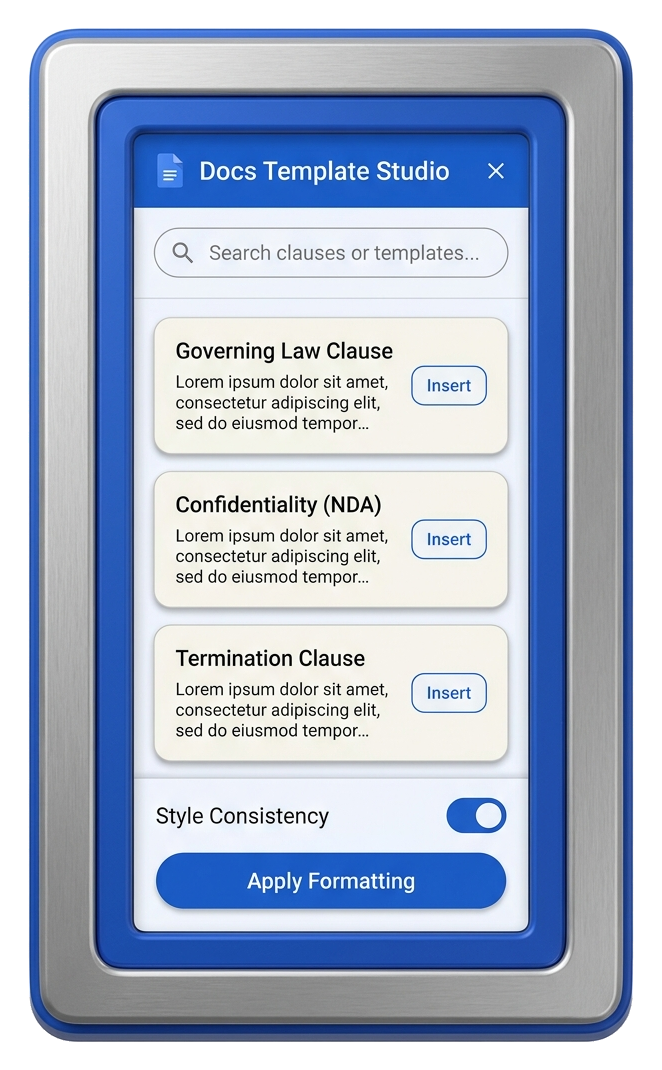 Docs Template Studio
Search clauses or templates...
Governing Law Clause
Lorem ipsum dolor sit amet,
consectetur adipiscing elit,
sed do eiusmod tempor...
Insert
Confidentiality (NDA)
Lorem ipsum dolor sit amet,
consectetur adipiscing elit,
sed do eiusmod tempor...
Insert
Termination Clause
Lorem ipsum dolor sit amet,
consectetur adipiscing elit,
sed do eiusmod tempor...
Insert
Style Consistency
Apply Formatting